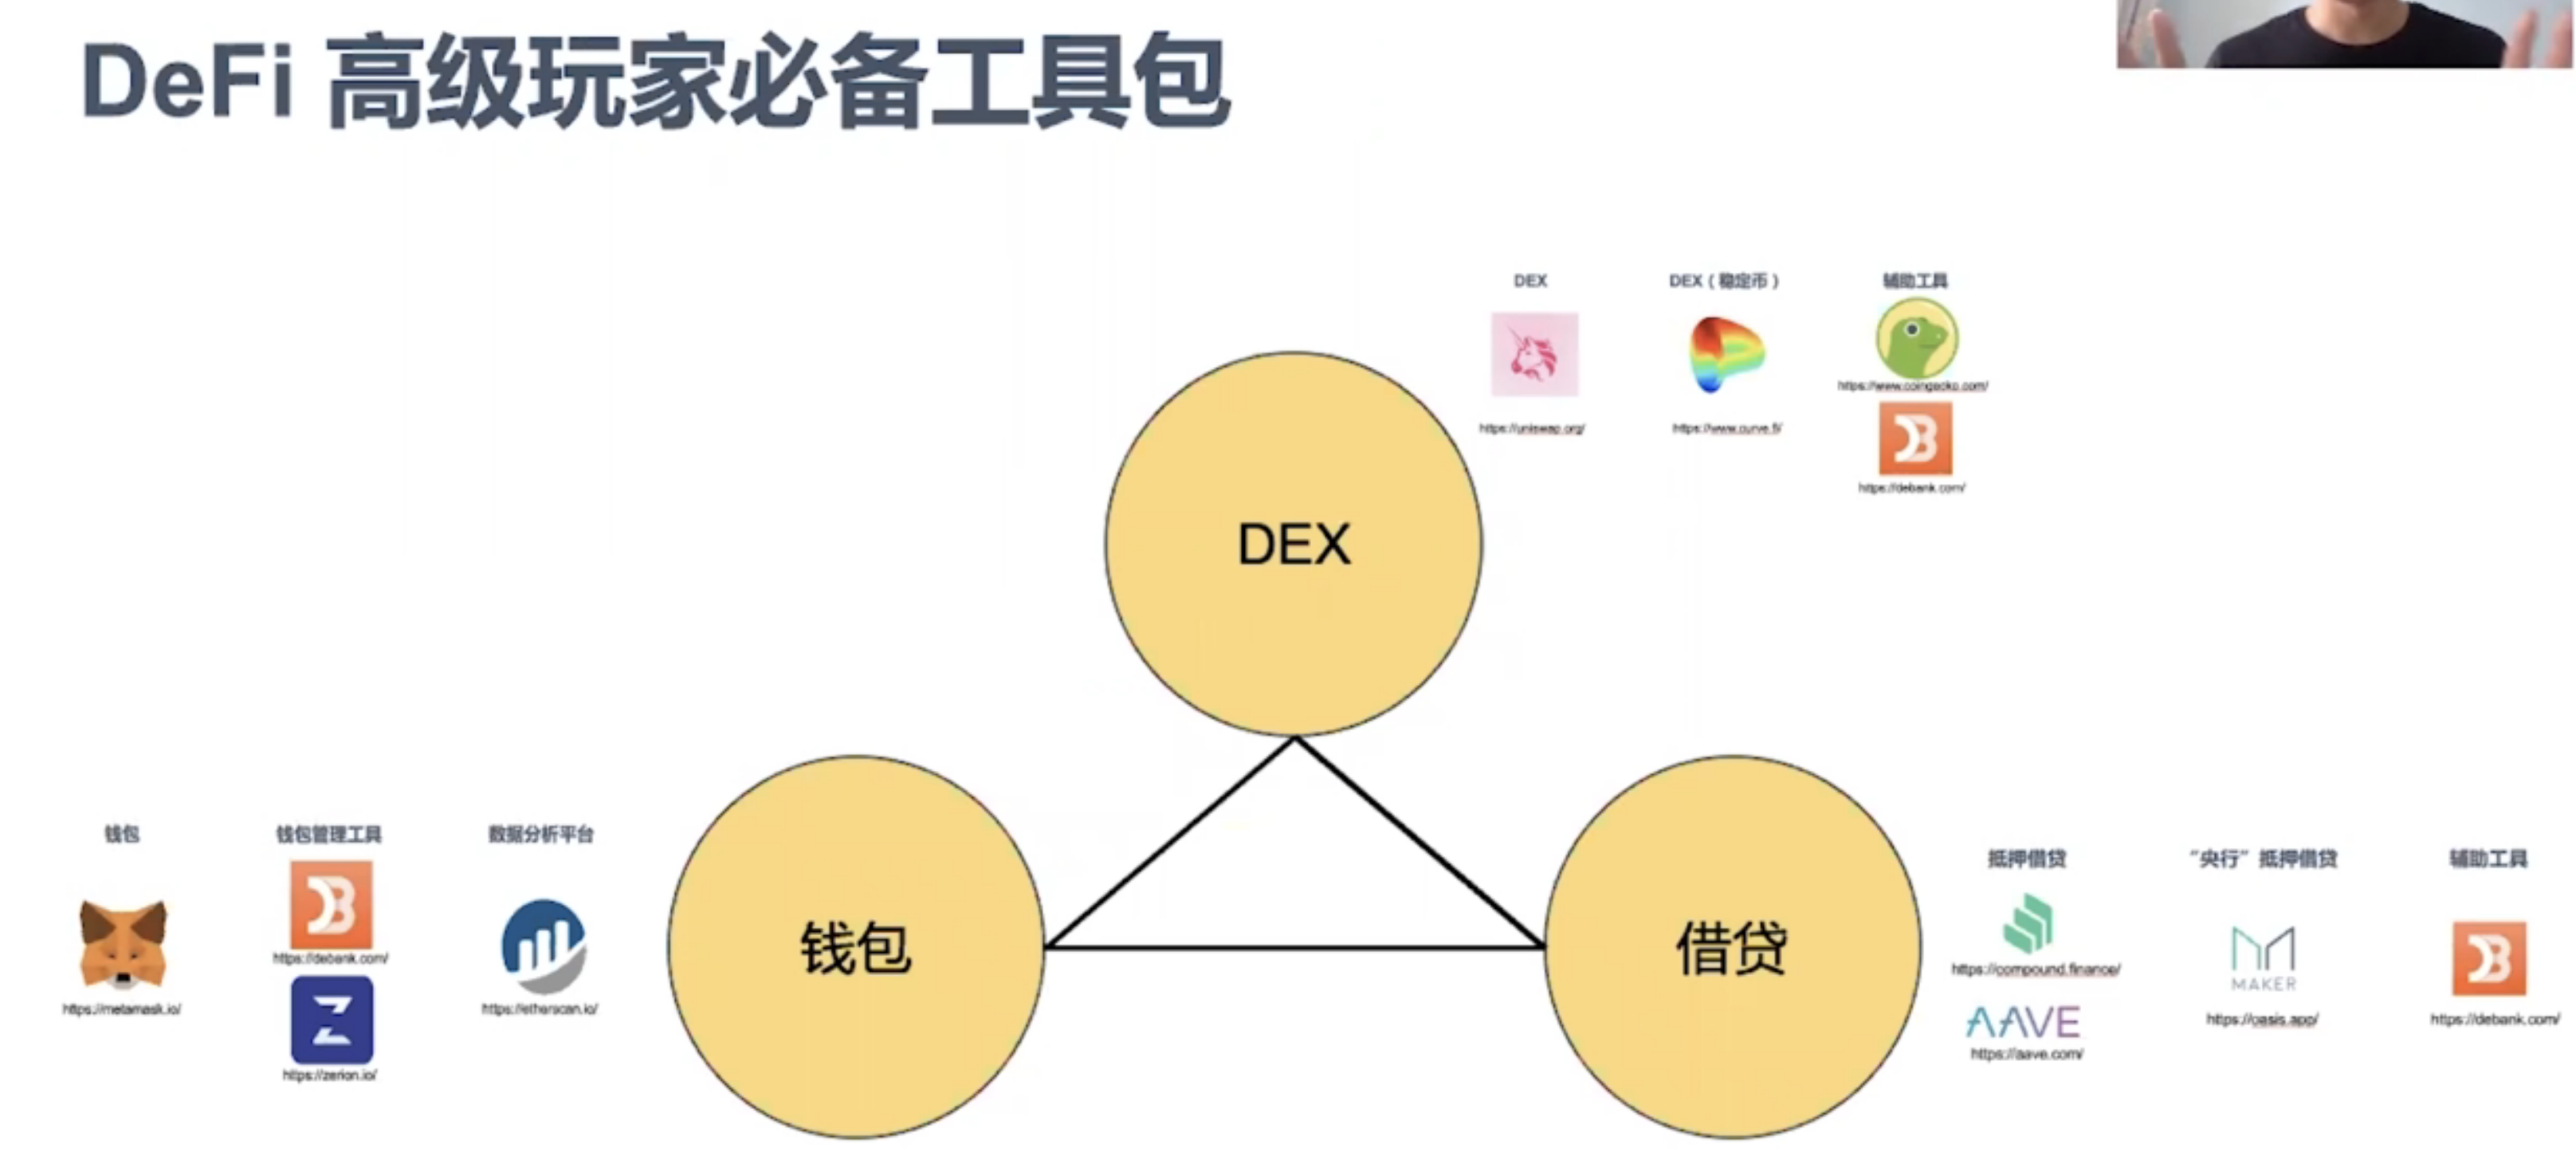 DeFi 高级玩家必备工具包
DEX
https://uniswap.org/
DEX（稳定币）
https://www.curve.fi/
辅助工具
https://www.coingecko.com/
https://debank.com/
DEX
钱包
https://metamask.io/
钱包管理工具
https://debank.com/
https://zerion.io/
数据分析平台
https://etherscan.io/
钱包
借贷
抵押借贷
https://compound.finance/
AAVE
https://aave.com/
“央行”抵押借贷
MAKER
https://oasis.app/
辅助工具
https://debank.com/